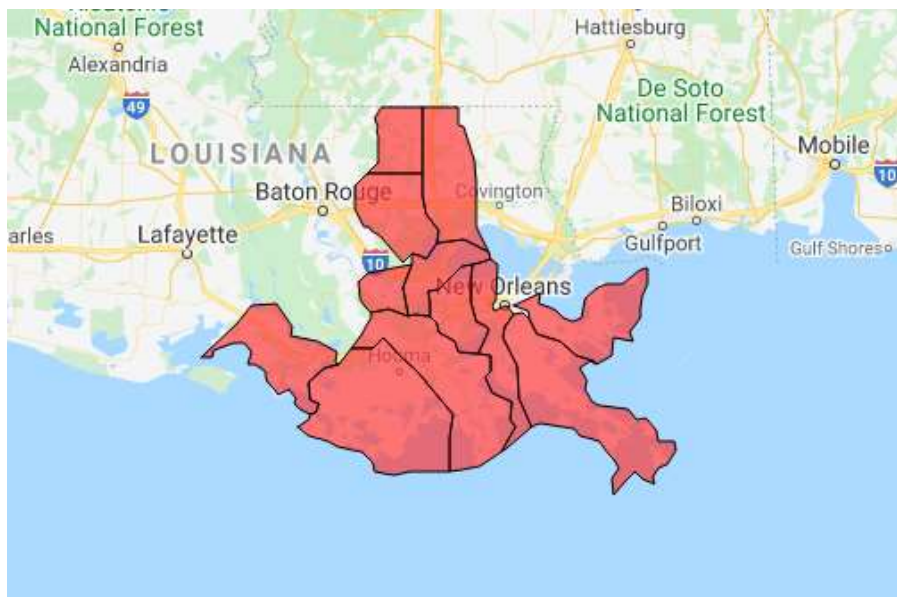 National Forest
Alexandria
49
LOUISIANA
Baton Rouge
Lafayette
arles
10
Hattiesburg
De Soto
National Forest
Mobile
10
Covington
Biloxi
Gulfport
Gulf Shores
New Orleans
Houma